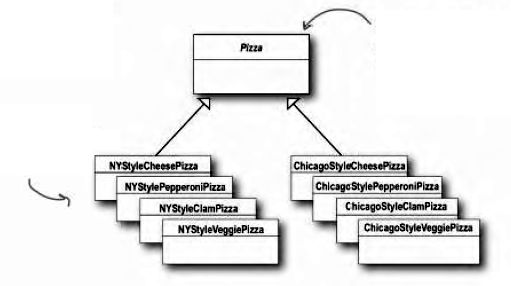 Pizza
NYStyleCheesePizza
NYStylePepperoniPizza
NYStyleClamPizza
NYStyleVeggiePizza
ChicagoStyleCheesePizza
ChicagoStylePepperoniPizza
ChicagoStyleClamPizza
ChicagoStyleVeggiePizza